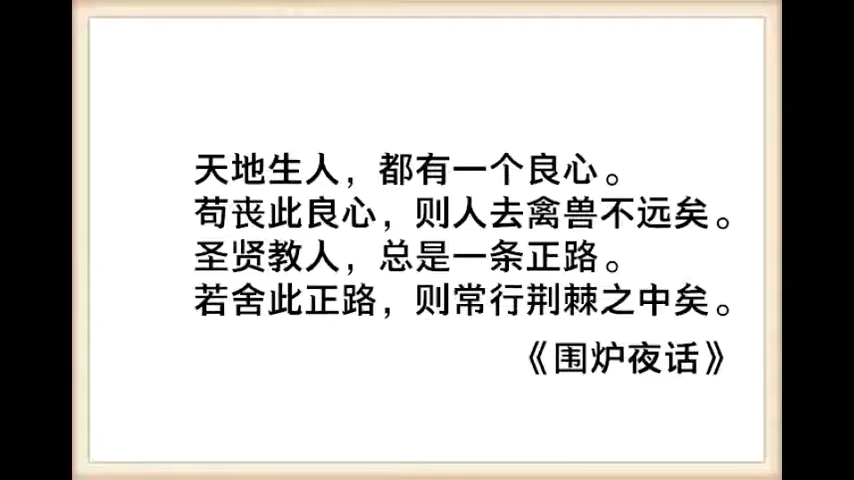 天地生人，都有一个良心。
苟丧此良心，则人去禽兽不远矣。
圣贤教人，总是一条正路。
若舍此正路，则常行荆棘之中矣。
《围炉夜话》